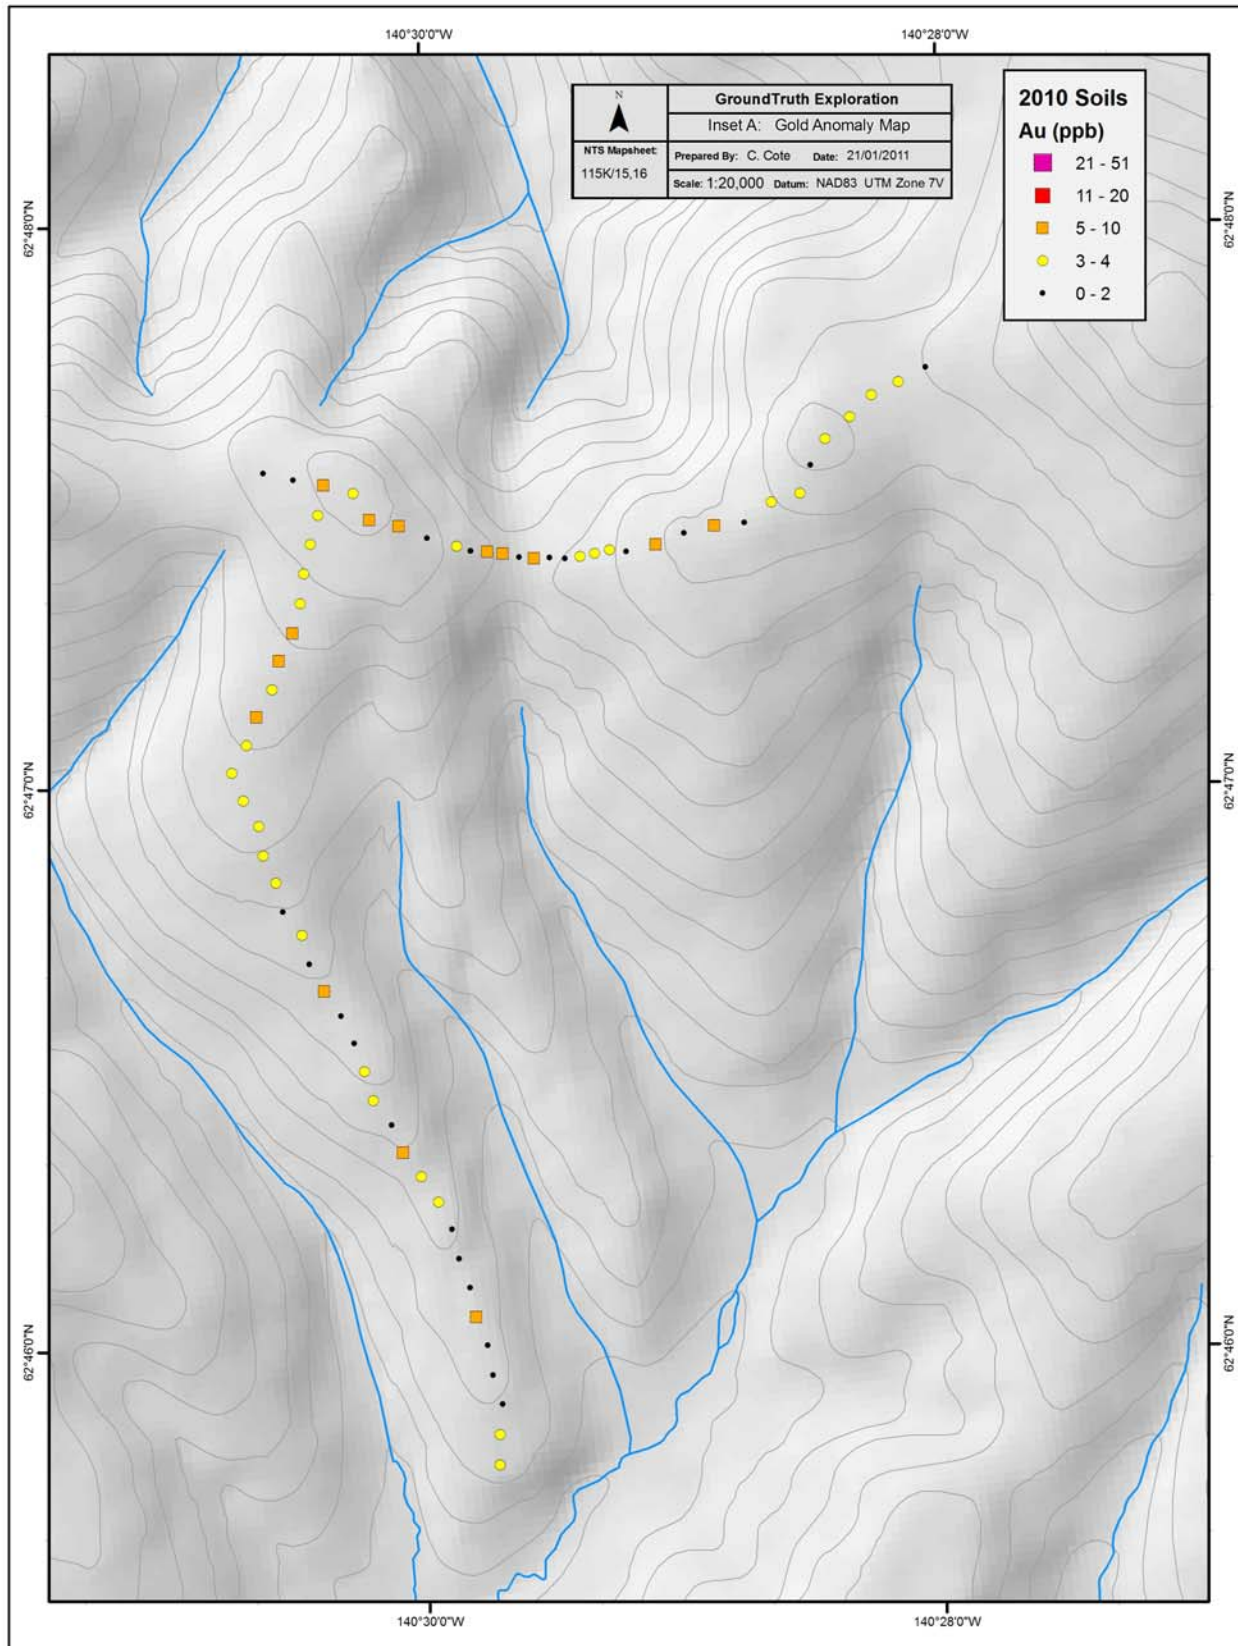 140°30'0"W 140°28'0"W
N
GroundTruth Exploration
Inset A: Gold Anomaly Map
NTS Mapsheet:
115K/15,16
Prepared By: C. Cote Date: 21/01/2011
Scale: 1:20,000 Datum: NAD83 UTM Zone 7V
2010 Soils
Au (ppb)
21 - 51
11 - 20
5 - 10
3 - 4
0 - 2
62°48'0"N
62°48'0"N
62°47'0"N
62°47'0"N
62°46'0"N
62°46'0"N
140°30'0"W 140°28'0"W